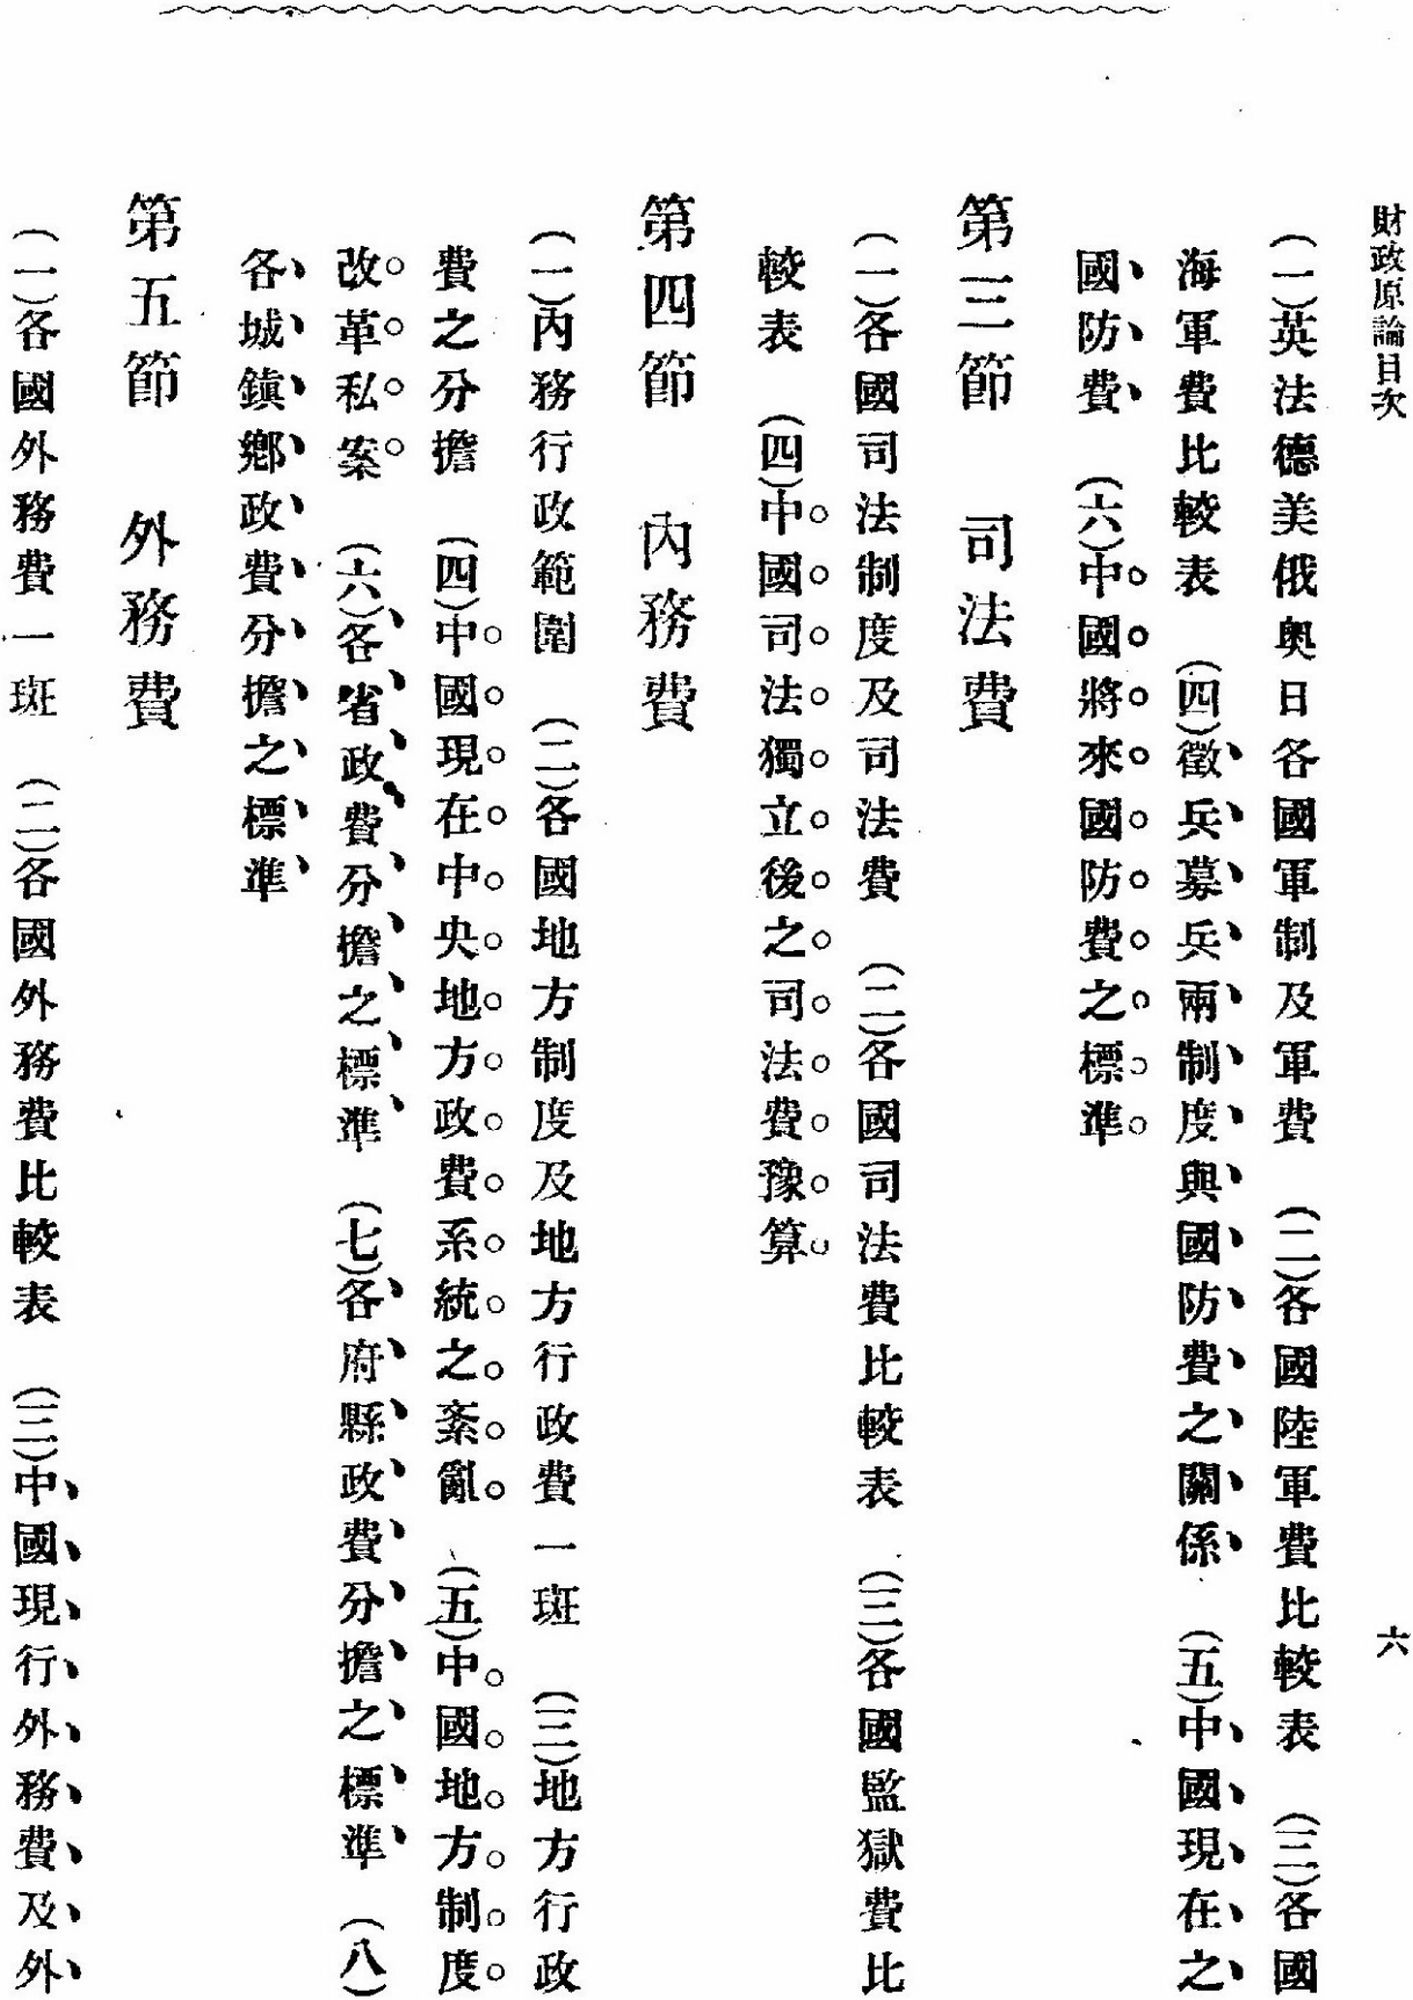 財政原論目次　六
(一)英法德美俄奧日各國軍制及軍費　(二)各國陸軍費比較表　(三)各國
海軍費比較表　(四)徵兵募兵兩制度與國防費之關係　(五)中國現在之
國防費　(六)中國將來國防費之標準
第三節　司法費
(一)各國司法制度及司法費　(二)各國司法費比較表　(三)各國監獄費比
較表　(四)中國司法獨立後之司法費豫算
第四節　內務費
(一)內務行政範圍　(二)各國地方制度及地方行政費一斑　(三)地方行政
費之分擔　(四)中國現在中央地方政費系統之紊亂　(五)中國地方制度
改革私案　(六)各省政費分擔之標準　(七)各府縣政費分擔之標準　(八)
各城鎭鄕政費分擔之標準
第五節　外務費
(一)各國外務費一斑　(二)各國外務費比較表　(三)中國現行外務費及外